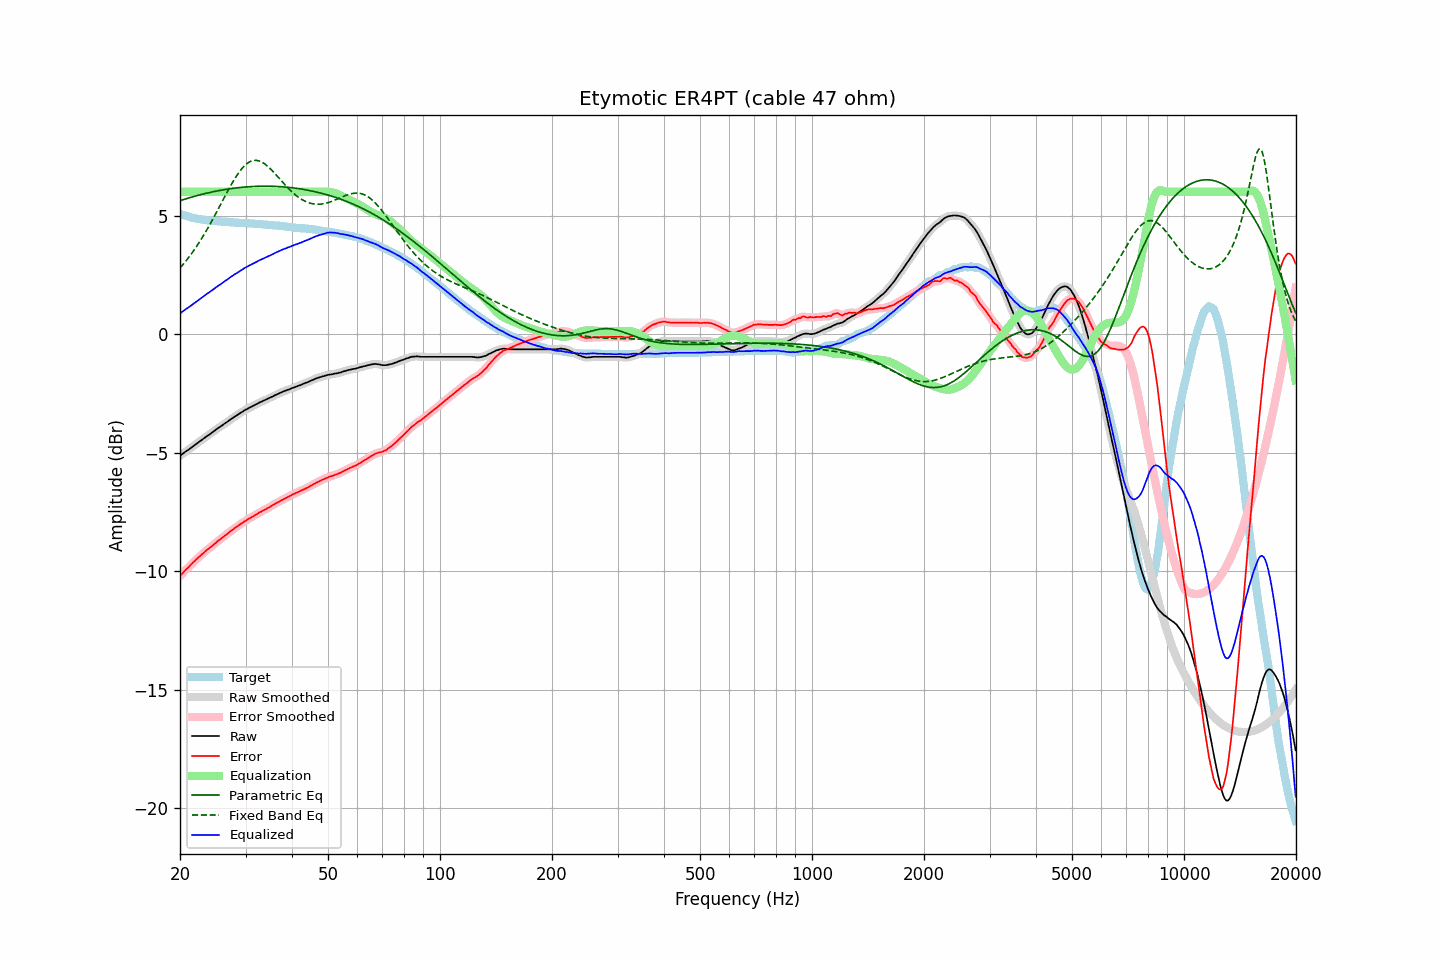 Etymotic ER4PT (cable 47 ohm)
Amplitude (dBr)
5
0
−5
−10
−15
−20
Target
Raw Smoothed
Error Smoothed
Raw
Error
Equalization
Parametric Eq
Fixed Band Eq
Equalized
20 50 100 200 500 1000 2000 5000 10000 20000
Frequency (Hz)